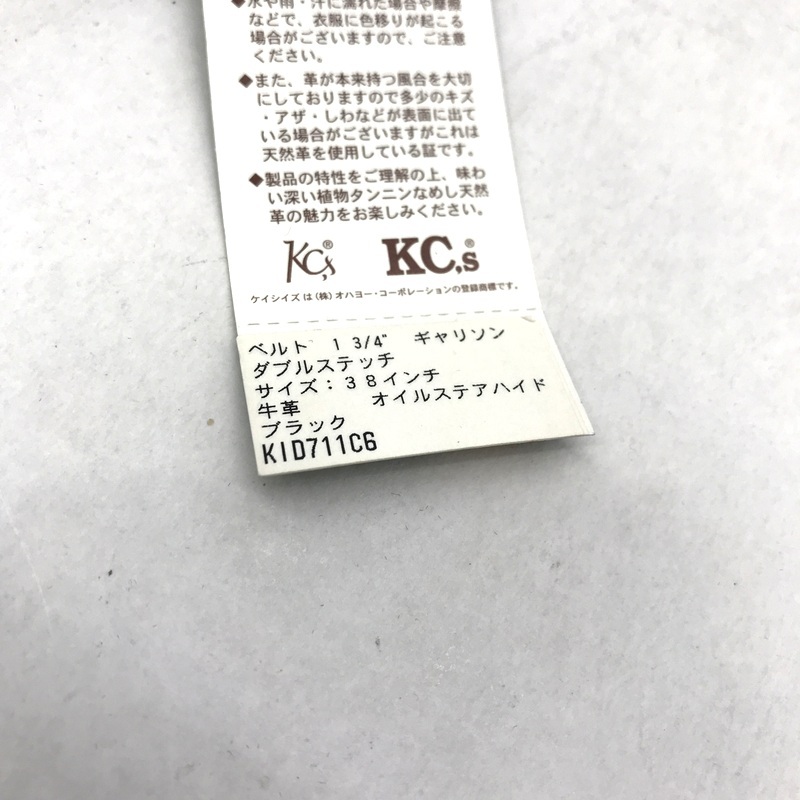 ◆水や雨・汗に濡れた場合や摩擦
などで、衣服に色移りが起こる
場合がございますので、ご注意
ください。
◆また、革が本来持つ風合を大切
にしておりますので多少のキズ
・アザ・しわなどが表面に出て
いる場合がございますがこれは
天然革を使用している証です。
◆製品の特性をご理解の上、味わ
い深い植物タンニンなめし天然
革の魅力をお楽しみください。
KC,s® KC,s®
ケイシイズ は (株) オハヨー・コーポレーションの登録商標です。
ベルト 1 3/4" ギャリソン
ダブルステッチ
サイズ：38インチ
牛革 オイルステアハイド
ブラック
KID711C6